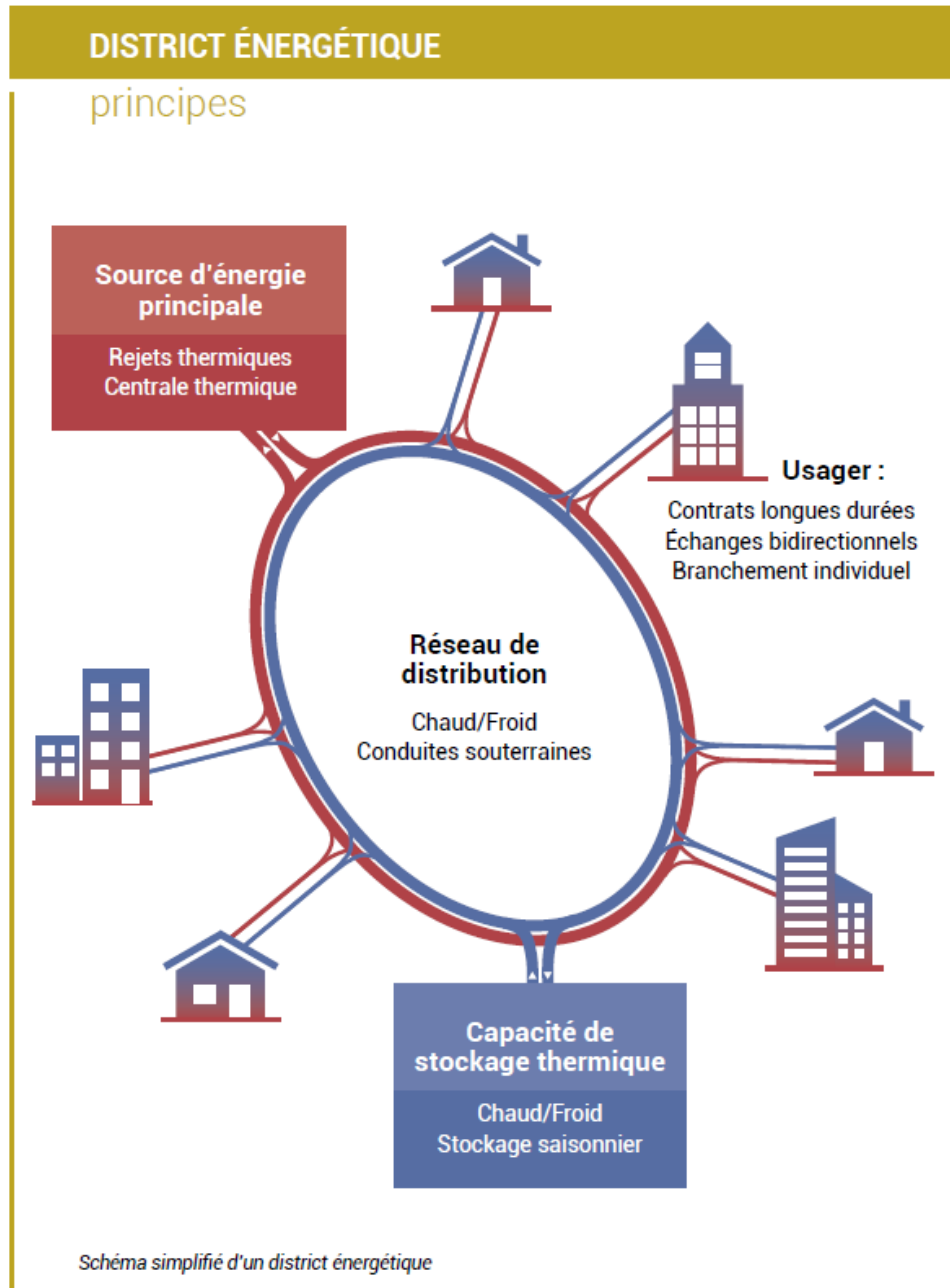 DISTRICT ÉNERGÉTIQUE
principes
Source d'énergie
principale
Rejets thermiques
Centrale thermique
Usager :
Contrats longues durées
Échanges bidirectionnels
Branchement individuel
Réseau de
distribution
Chaud/Froid
Conduites souterraines
Capacité de
stockage thermique
Chaud/Froid
Stockage saisonnier
Schéma simplifié d'un district énergétique